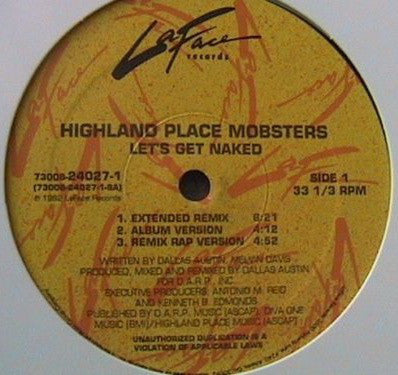 LaFace
records
HIGHLAND PLACE MOBSTERS
LET'S GET NAKED
73008-24027-1
(73008-24027-1-SA)
℗ 1992 LaFace Records
SIDE 1
33 1/3 RPM
1. EXTENDED REMIX 6:21
2. ALBUM VERSION 4:12
3. REMIX RAP VERSION 4:52
WRITTEN BY DALLAS AUSTIN, MELVIN DAVIS
PRODUCED, MIXED AND REMIXED BY DALLAS AUSTIN
FOR D.A.R.P., INC.
EXECUTIVE PRODUCERS: ANTONIO M. REID
AND KENNETH B. EDMONDS
PUBLISHED BY D.A.R.P. MUSIC (ASCAP), DIVA ONE
MUSIC (BMI)/HIGHLAND PLACE MUSIC (ASCAP)
UNAUTHORIZED DUPLICATION IS A
VIOLATION OF APPLICABLE LAWS